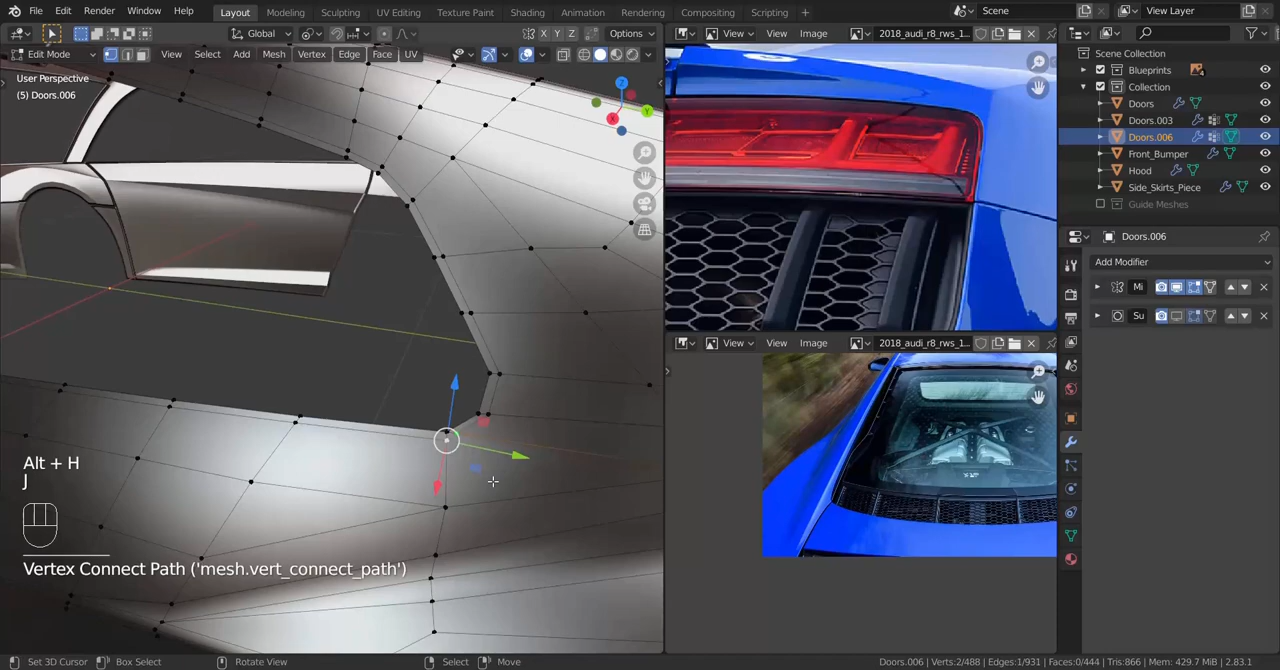 File Edit Render Window Help
Layout Modeling Sculpting UV Editing Texture Paint Shading Animation Rendering Compositing Scripting +
Scene
View Layer
Global
X Y Z
Options
Edit Mode View Select Add Mesh Vertex Edge Face UV
User Perspective
(5) Doors.006
Z
Y
X
Alt + H
J
Vertex Connect Path ('mesh.vert_connect_path')
View View Image 2018_audi_r8_rws_1...
View View Image 2018_audi_r8_rws_1...
Scene Collection
Blueprints
4
Collection
Doors
Doors.003
Doors.006
Front_Bumper
Hood
Side_Skirts_Piece
Guide Meshes
Doors.006
Add Modifier
Mi
Su
Set 3D Cursor Box Select Rotate View Select Move
Doors.006 | Verts:2/488 | Edges:1/931 | Faces:0/444 | Tris:866 | Mem: 429.7 MiB | 2.83.1